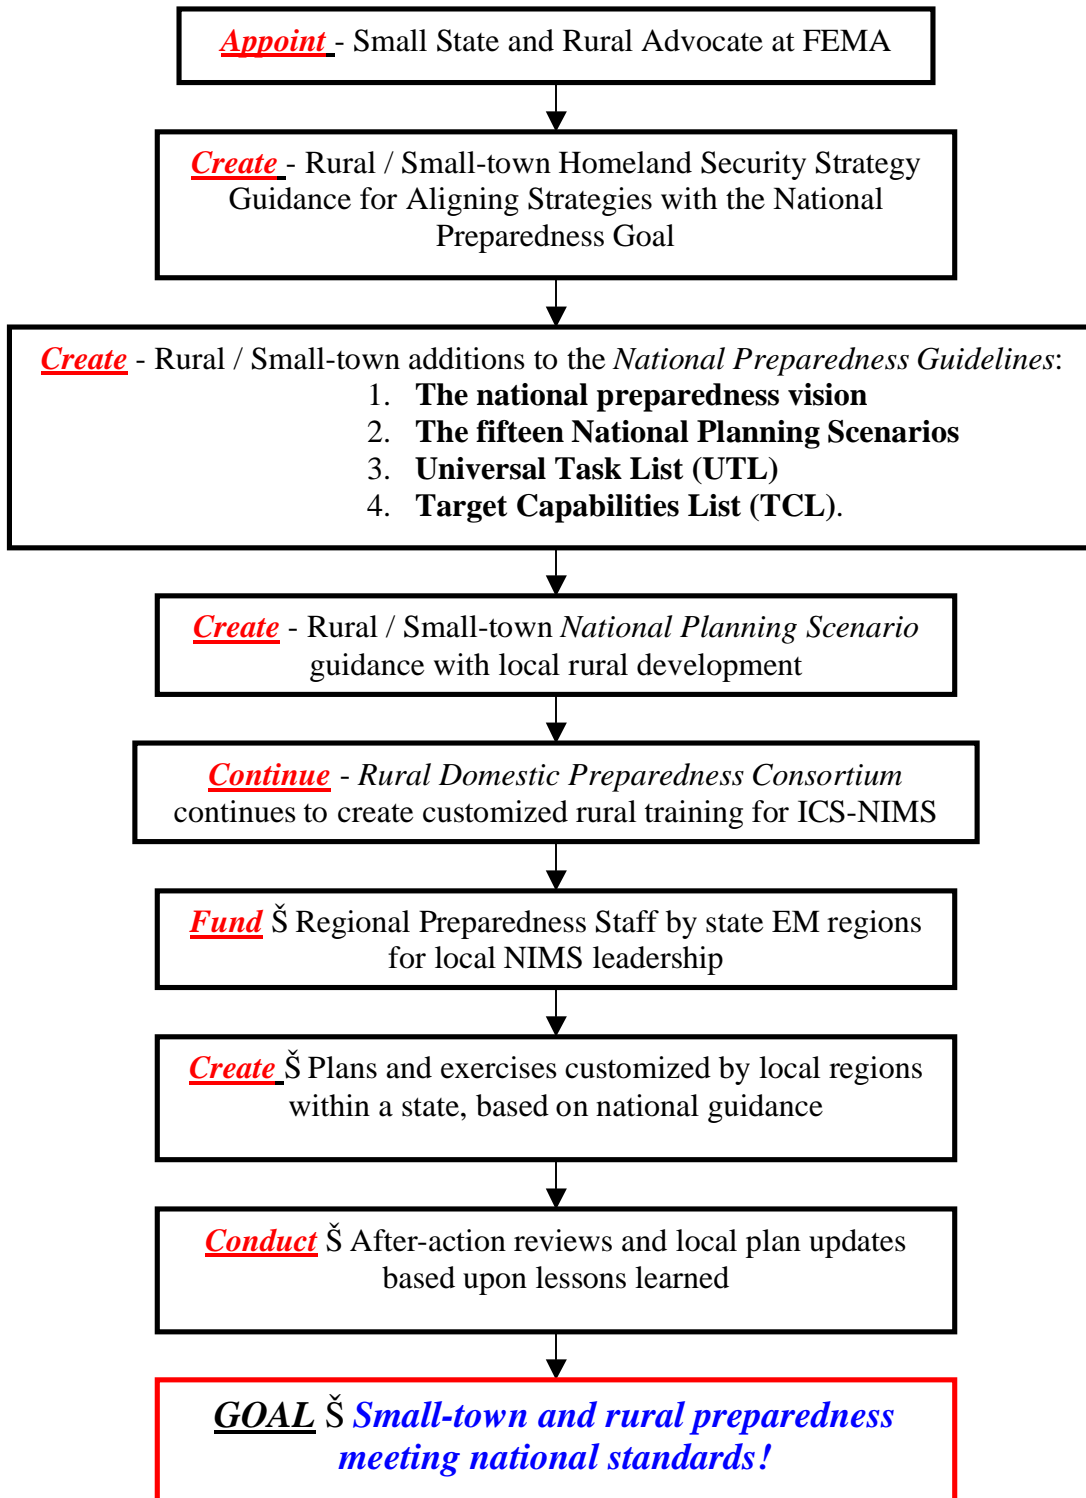 Appoint - Small State and Rural Advocate at FEMA
Create - Rural / Small-town Homeland Security Strategy
Guidance for Aligning Strategies with the National
Preparedness Goal
Create - Rural / Small-town additions to the National Preparedness Guidelines:
1. The national preparedness vision
2. The fifteen National Planning Scenarios
3. Universal Task List (UTL)
4. Target Capabilities List (TCL).
Create - Rural / Small-town National Planning Scenario
guidance with local rural development
Continue - Rural Domestic Preparedness Consortium
continues to create customized rural training for ICS-NIMS
Fund Š Regional Preparedness Staff by state EM regions
for local NIMS leadership
Create Š Plans and exercises customized by local regions
within a state, based on national guidance
Conduct Š After-action reviews and local plan updates
based upon lessons learned
GOAL Š Small-town and rural preparedness
meeting national standards!